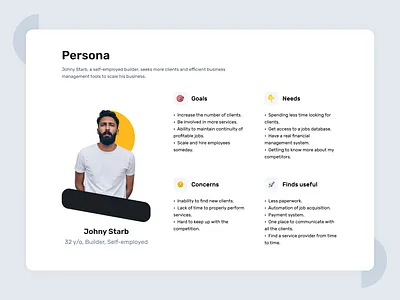 Persona
Johny Starb, a self-employed builder, seeks more clients and efficient business
management tools to scale his business.
Goals
• Increase the number of clients.
• Be involved in more services.
• Ability to maintain continuity of
profitable jobs.
• Scale and hire employees
someday.
Needs
• Spending less time looking for
clients.
• Get access to a jobs database.
• Have a real financial
management system.
• Getting to know more about my
competitors.
Concerns
• Inability to find new clients.
• Lack of time to properly perform
services.
• Hard to keep up with the
competition.
Finds useful
• Less paperwork.
• Automation of job acquisition.
• Payment system.
• One place to communicate with
all the clients.
• Find a service provider from time
to time.
Johny Starb
32 y/o, Builder, Self-employed